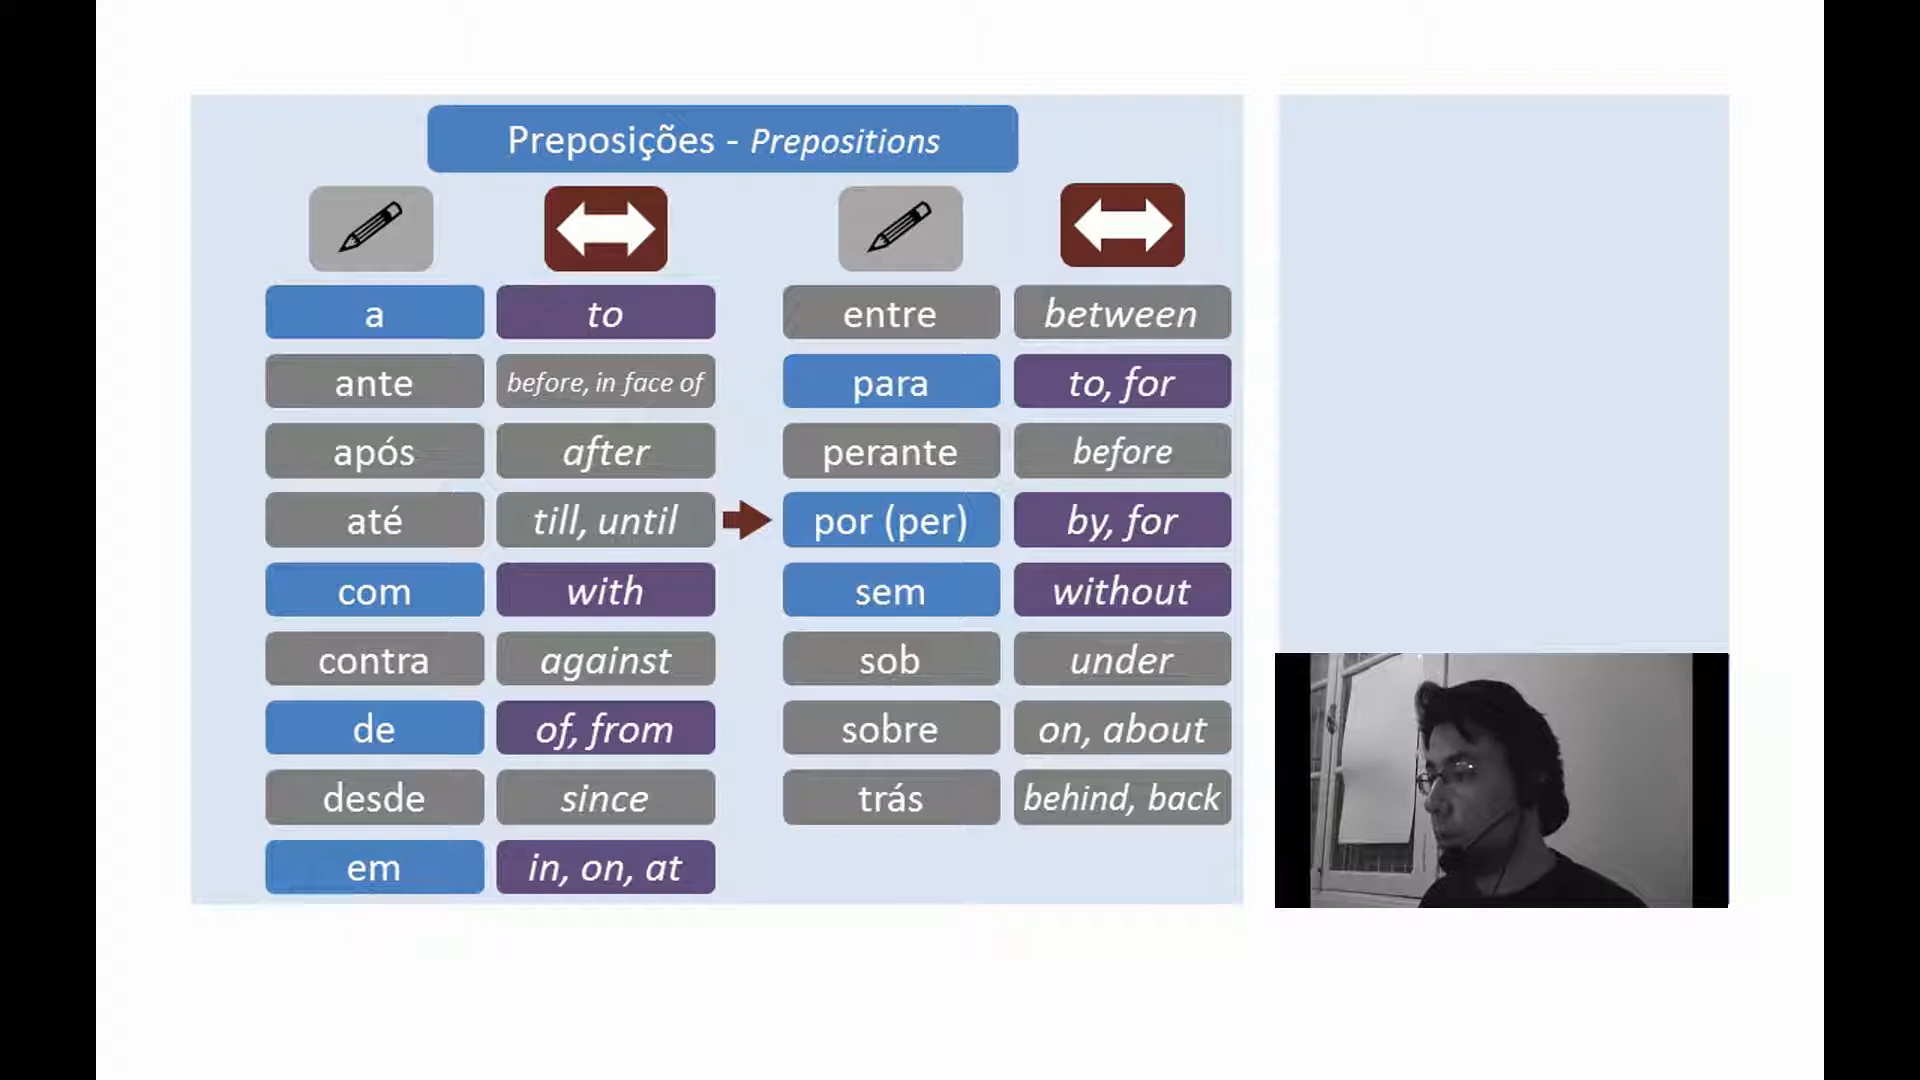 Preposições - Prepositions
a to
ante before, in face of
após after
até till, until
com with
contra against
de of, from
desde since
em in, on, at
entre between
para to, for
perante before
por (per) by, for
sem without
sob under
sobre on, about
trás behind, back